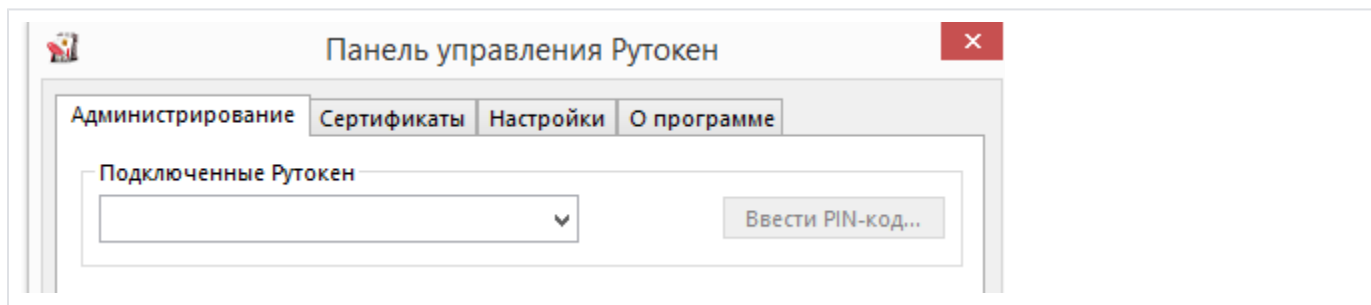 Панель управления Рутокен
Администрирование Сертификаты Настройки О программе
Подключенные Рутокен
Ввести PIN-код...